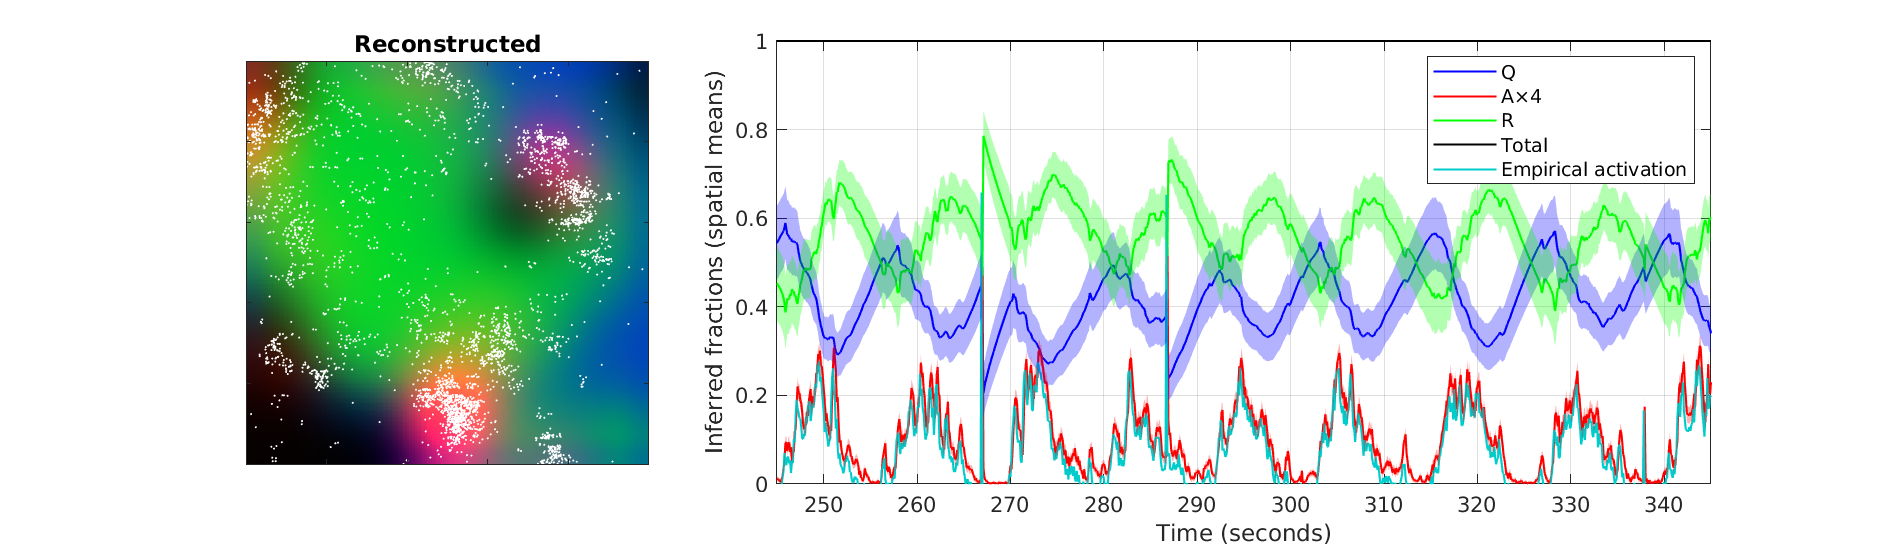 Reconstructed
Inferred fractions (spatial means)
1
0.8
0.6
0.4
0.2
0
Q
A×4
R
Total
Empirical activation
250 260 270 280 290 300 310 320 330 340
Time (seconds)